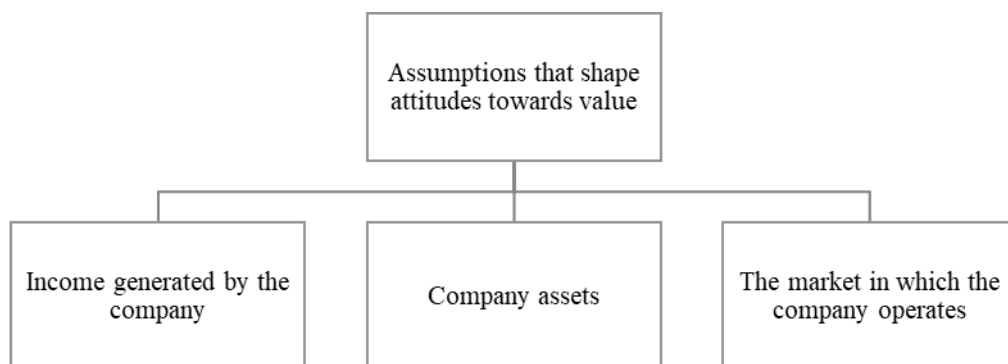 Assumptions that shape
attitudes towards value
Income generated by the
company
Company assets
The market in which the
company operates